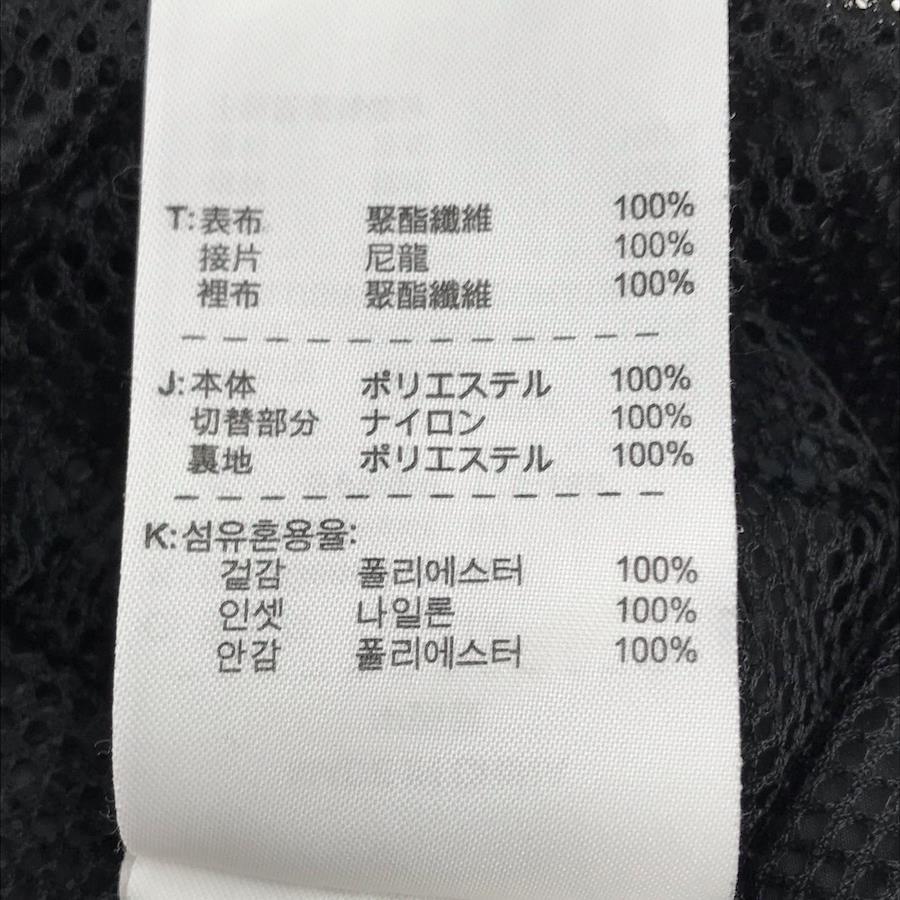 T:表布 聚酯纖維 100%
接片 尼龍 100%
裡布 聚酯纖維 100%
J:本体 ポリエステル 100%
切替部分 ナイロン 100%
裏地 ポリエステル 100%
K:섬유혼용율:
겉감 폴리에스터 100%
인셋 나일론 100%
안감 폴리에스터 100%